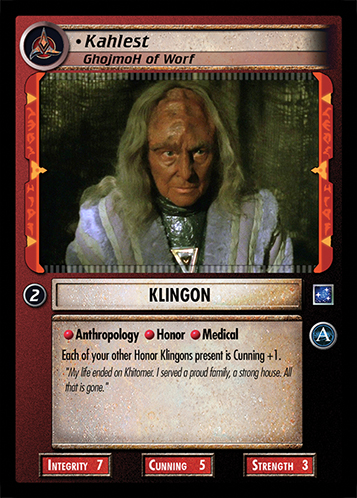 • Kahlest
GhojmoH of Worf
2
KLINGON
A
Anthropology Honor Medical
Each of your other Honor Klingons present is Cunning +1.
"My life ended on Khitomer. I served a proud family, a strong house. All
that is gone."
INTEGRITY 7 CUNNING 5 STRENGTH 3